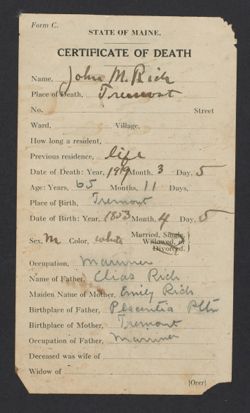 Form C.
STATE OF MAINE.
CERTIFICATE OF DEATH
Name, John M. Rich
Place of Death, Tremont
No. Street
Ward, Village,
How long a resident,
Previous residence, life
Date of Death: Year, 1919 Month, 3 Day, 5
Age: Years, 65 Months, 11 Days,
Place of Birth, Tremont
Date of Birth: Year, 1853 Month, 4 Day, 5
Sex, M Color, white Married, Single, Widowed, or Divorced.
Occupation, Mariner
Name of Father, Elias Rich
Maiden Name of Mother, Emily Rich
Birthplace of Father,
Birthplace of Mother, Tremont
Occupation of Father, Mariner
Deceased was wife of
Widow of
[Over]